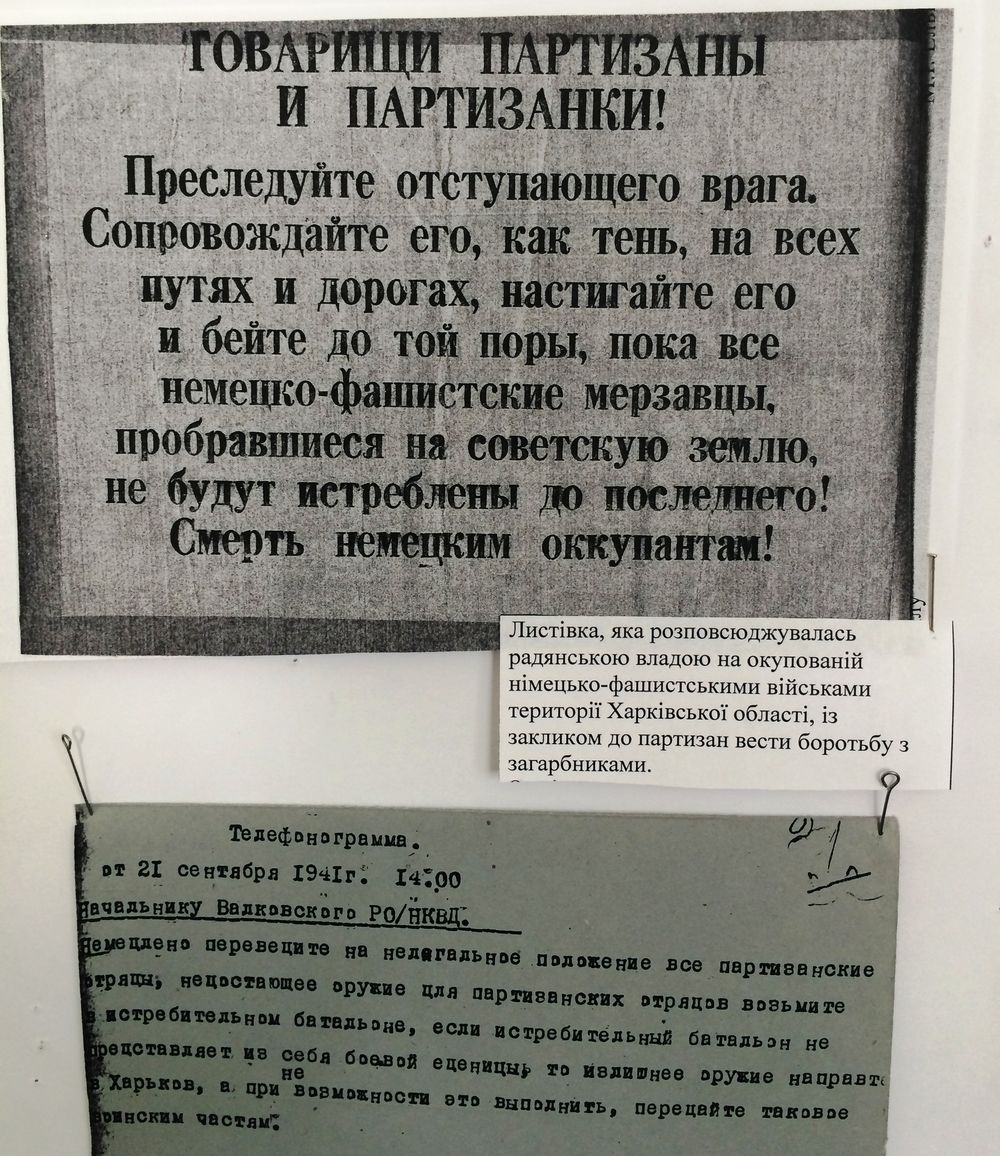 ТОВАРИЩИ ПАРТИЗАНЫ
И ПАРТИЗАНКИ!
Преследуйте отступающего врага.
Сопровождайте его, как тень, на всех
путях и дорогах, настигайте его
и бейте до той поры, пока все
немецко-фашистские мерзавцы,
пробравшиеся на советскую землю,
не будут истреблены до последнего!
Смерть немецким оккупантам!
Листівка, яка розповсюджувалась
радянською владою на окупованій
німецько-фашистськими військами
території Харківської області, із
закликом до партизан вести боротьбу з
загарбниками.
Телефонограмма.
от 21 сентября 1941г. 14.00
Начальнику Валковского РО/НКВД.
Немедлено переведите на нелегальное положение все партизанские
отряды, недостающее оружие для партизанских отрядов возьмите
в истребительном батальоне, если истребительный батальон не
представляет из себя боевой еденицы, то излишнее оружие направте
не
в Харьков, а при возможности это выполнить, передайте таковое
воинским частям.